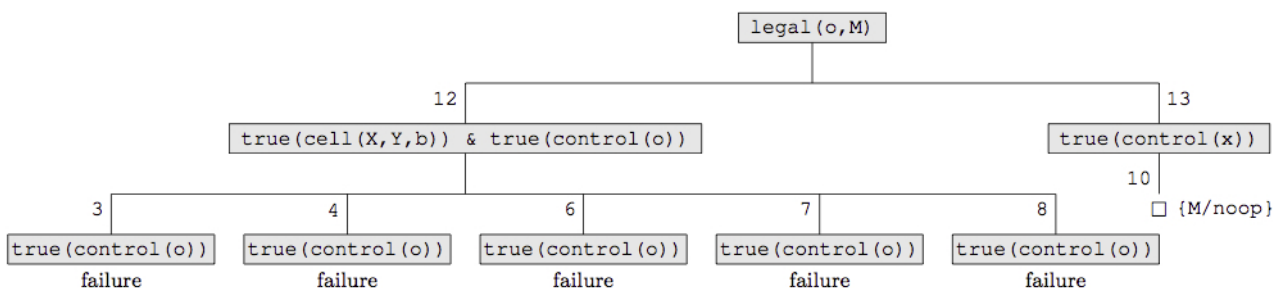 legal(o,M)
12 13
true(cell(X,Y,b)) & true(control(o)) true(control(x))
10
3 4 6 7 8 □ {M/noop}
true(control(o)) true(control(o)) true(control(o)) true(control(o)) true(control(o))
failure failure failure failure failure